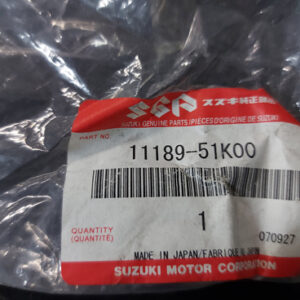 SGP スズキ純正部品
SUZUKI GENUINE PARTS (PIÈCES D'ORIGINE DE SUZUKI)
PART NO.
11189-51K00
QUANTITY
(QUANTITÉ)
1
070927
MADE IN JAPAN/FABRIQUÉ AU JAPON
SUZUKI MOTOR CORPORATION